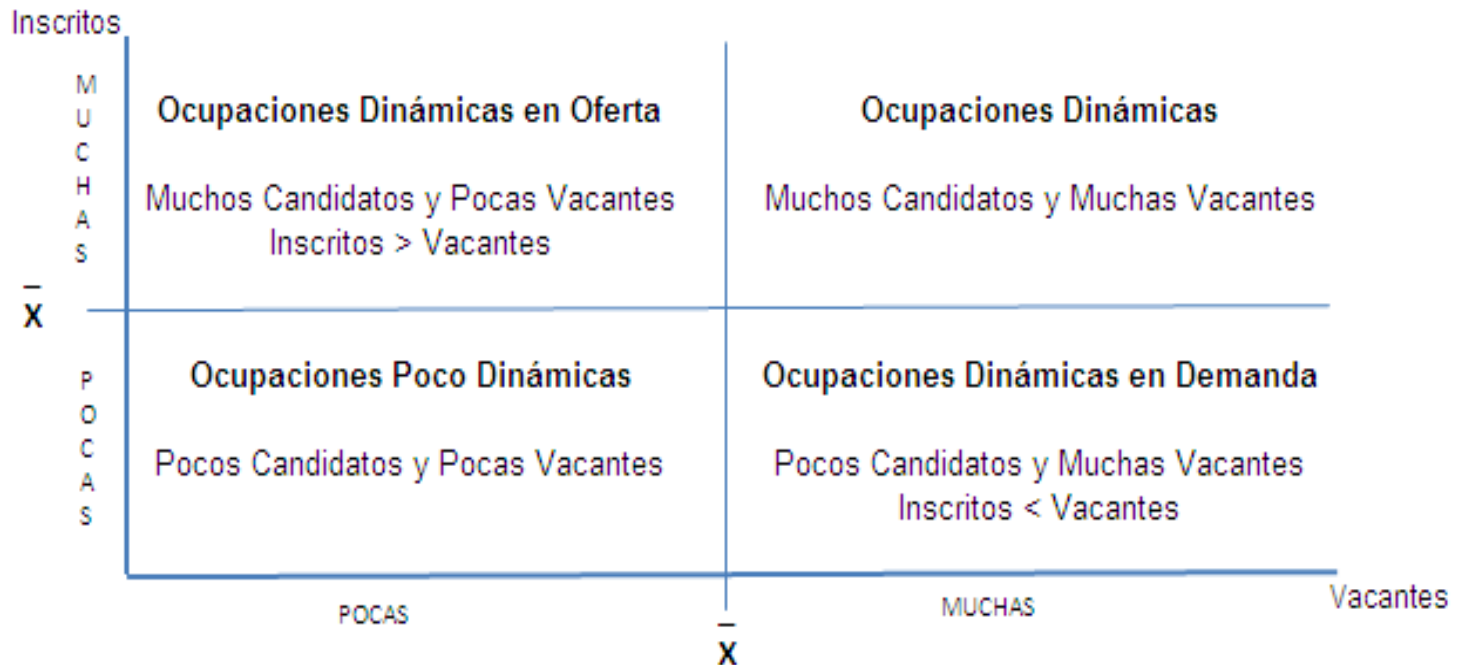 Inscritos
MUCHAS
Ocupaciones Dinámicas en Oferta
Muchos Candidatos y Pocas Vacantes
Inscritos > Vacantes
Ocupaciones Dinámicas
Muchos Candidatos y Muchas Vacantes
X̄
POCAS
Ocupaciones Poco Dinámicas
Pocos Candidatos y Pocas Vacantes
Ocupaciones Dinámicas en Demanda
Pocos Candidatos y Muchas Vacantes
Inscritos < Vacantes
POCAS
MUCHAS
Vacantes
X̄